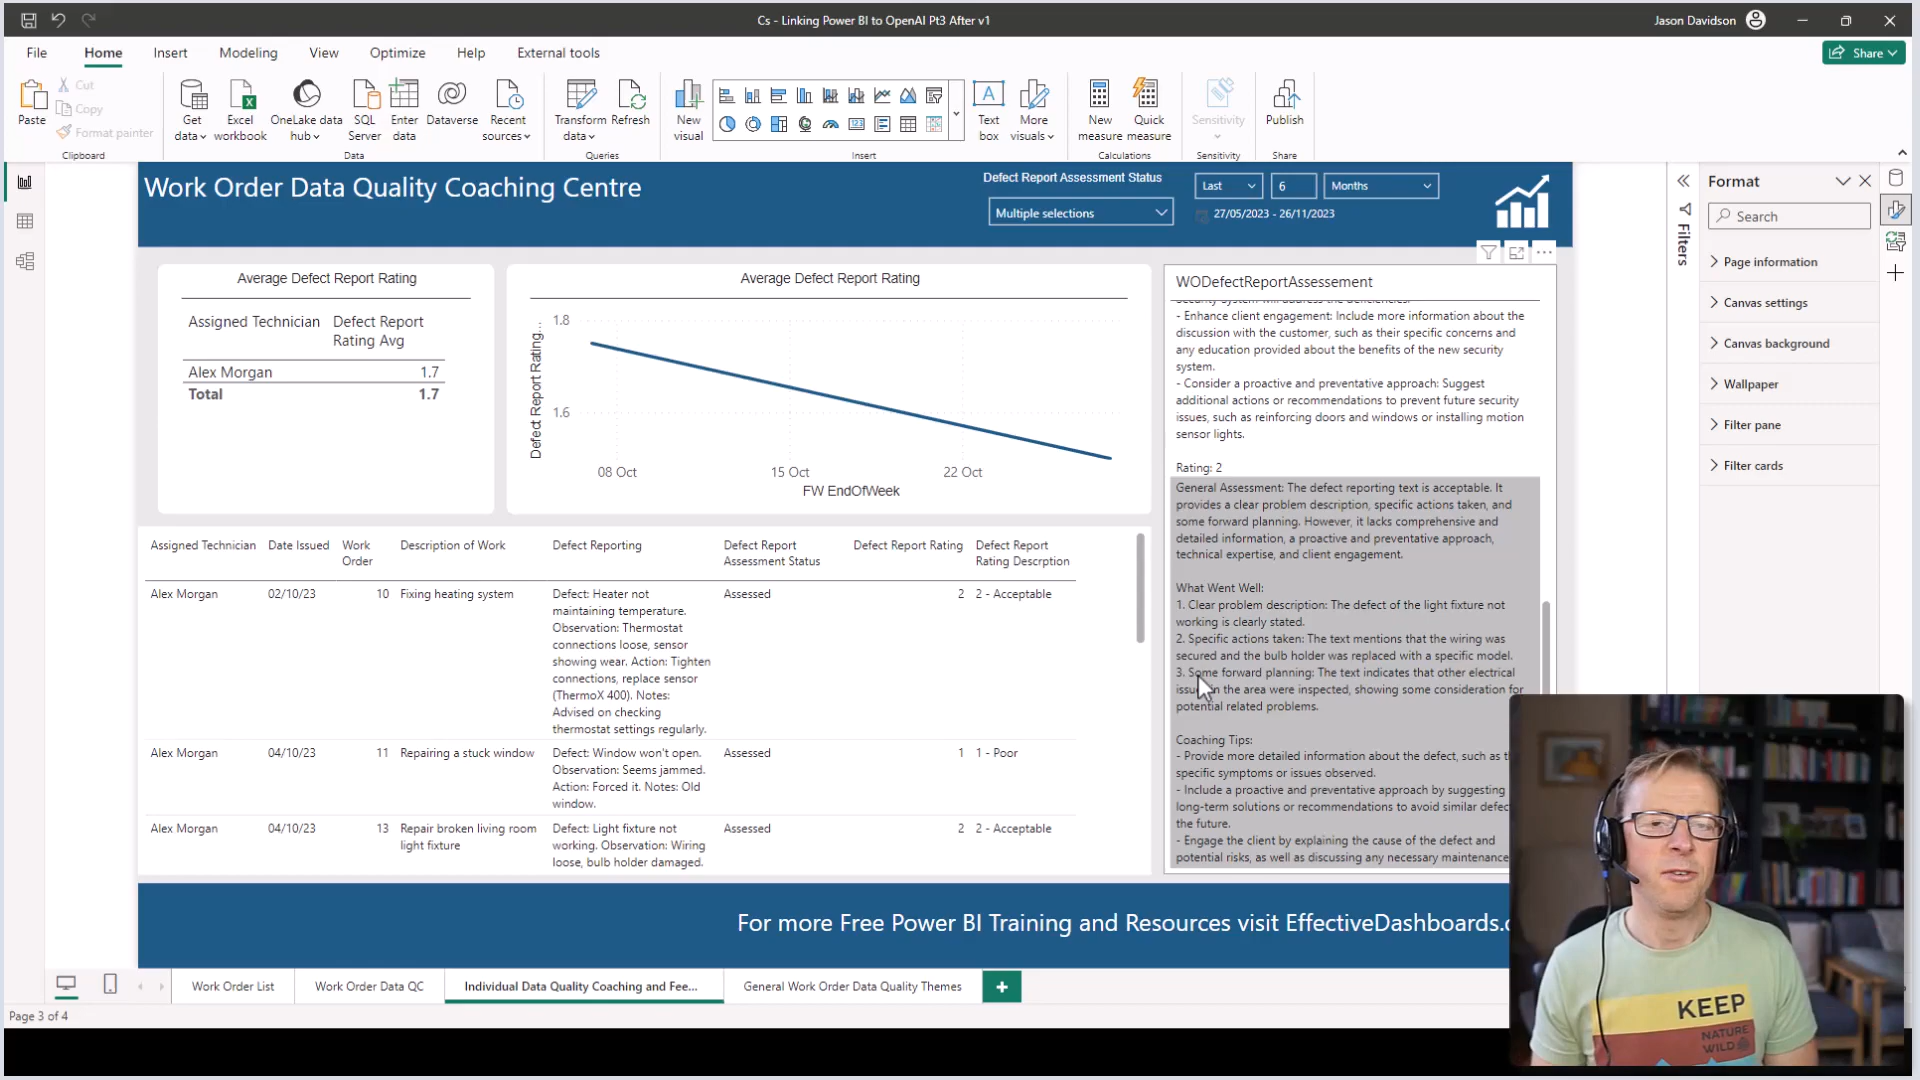 Cs - Linking Power BI to OpenAI Pt3 After v1
Jason Davidson
File
Home
Insert
Modeling
View
Optimize
Help
External tools
Share
Paste
Cut
Copy
Format painter
Clipboard
Get data
Excel workbook
OneLake data hub
SQL Server
Enter data
Dataverse
Recent sources
Data
Transform data
Refresh
Queries
New visual
Text box
More visuals
Insert
New measure
Quick measure
Calculations
Sensitivity
Sensitivity
Publish
Share
Work Order Data Quality Coaching Centre
Defect Report Assessment Status
Multiple selections
Last
6
Months
27/05/2023 - 26/11/2023
Average Defect Report Rating
Assigned Technician
Defect Report
Rating Avg
Alex Morgan 1.7
Total 1.7
Average Defect Report Rating
Defect Report Rating...
1.8
1.6
08 Oct
15 Oct
22 Oct
FW EndOfWeek
WODefectReportAssessement
Security System will address the deficiencies.
- Enhance client engagement: Include more information about the
discussion with the customer, such as their specific concerns and
any education provided about the benefits of the new security
system.
- Consider a proactive and preventative approach: Suggest
additional actions or recommendations to prevent future security
issues, such as reinforcing doors and windows or installing motion
sensor lights.
Rating: 2
General Assessment: The defect reporting text is acceptable. It
provides a clear problem description, specific actions taken, and
some forward planning. However, it lacks comprehensive and
detailed information, a proactive and preventative approach,
technical expertise, and client engagement.
What Went Well:
1. Clear problem description: The defect of the light fixture not
working is clearly stated.
2. Specific actions taken: The text mentions that the wiring was
secured and the bulb holder was replaced with a specific model.
3. Some forward planning: The text indicates that other electrical
issues in the area were inspected, showing some consideration for
potential related problems.
Coaching Tips:
- Provide more detailed information about the defect, such as
specific symptoms or issues observed.
- Include a proactive and preventative approach by suggesting
long-term solutions or recommendations to avoid similar
the future.
- Engage the client by explaining the cause of the defect and
potential risks, as well as discussing any necessary maintenance
Assigned Technician
Date Issued
Work
Order
Description of Work
Defect Reporting
Defect Report
Assessment Status
Defect Report Rating
Defect Report
Rating Descrption
Alex Morgan 02/10/23 10 Fixing heating system Defect: Heater not Assessed 2 2 - Acceptable
maintaining temperature.
Observation: Thermostat
connections loose, sensor
showing wear. Action: Tighten
connections, replace sensor
(ThermoX 400). Notes:
Advised on checking
thermostat settings regularly.
Alex Morgan 04/10/23 11 Repairing a stuck window Defect: Window won't open. Assessed 1 1 - Poor
Observation: Seems jammed.
Action: Forced it. Notes: Old
window.
Alex Morgan 04/10/23 13 Repair broken living room Defect: Light fixture not Assessed 2 2 - Acceptable
light fixture working. Observation: Wiring
loose, bulb holder damaged.
For more Free Power BI Training and Resources visit EffectiveDashboards.
Filters
Format
Search
Page information
Canvas settings
Canvas background
Wallpaper
Filter pane
Filter cards
KEEP
NATURE
WILD
Work Order List
Work Order Data QC
Individual Data Quality Coaching and Fee...
General Work Order Data Quality Themes
Page 3 of 4